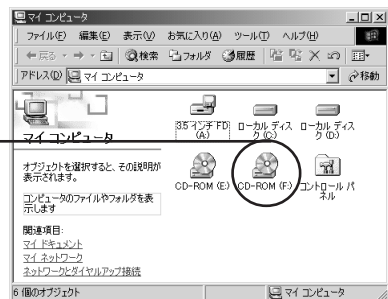 マイ コンピュータ
ファイル(F) 編集(E) 表示(V) お気に入り(A) ツール(T) ヘルプ(H)
戻る 検索 フォルダ 履歴
アドレス(D) マイ コンピュータ 移動
マイ コンピュータ
オブジェクトを選択すると、その説明が
表示されます。
コンピュータのファイルやフォルダを表
示します
関連項目:
マイ ドキュメント
マイ ネットワーク
ネットワークとダイヤルアップ接続
3.5 インチ FD
(A:)
ローカル ディス
ク (C:)
ローカル ディス
ク (D:)
CD-ROM (E:)
CD-ROM (F:)
コントロール パ
ネル
6 個のオブジェクト マイ コンピュータ